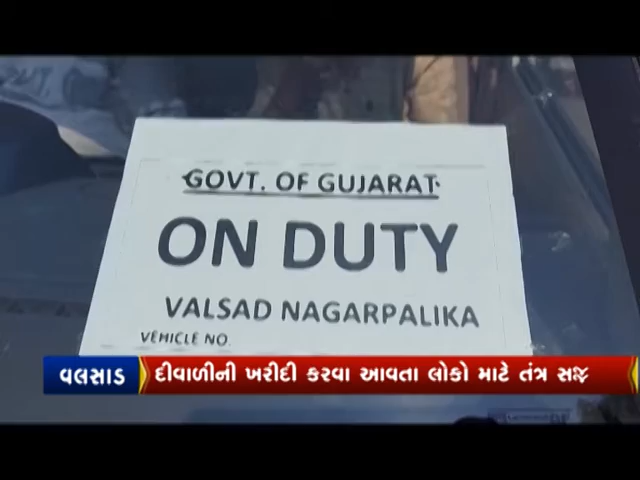 GOVT. OF GUJARAT
ON DUTY
VALSAD NAGARPALIKA
VEHICLE NO.
વલસાડ
દીવાળીની ખરીદી કરવા આવતા લોકો માટે તંત્ર સજ્જ